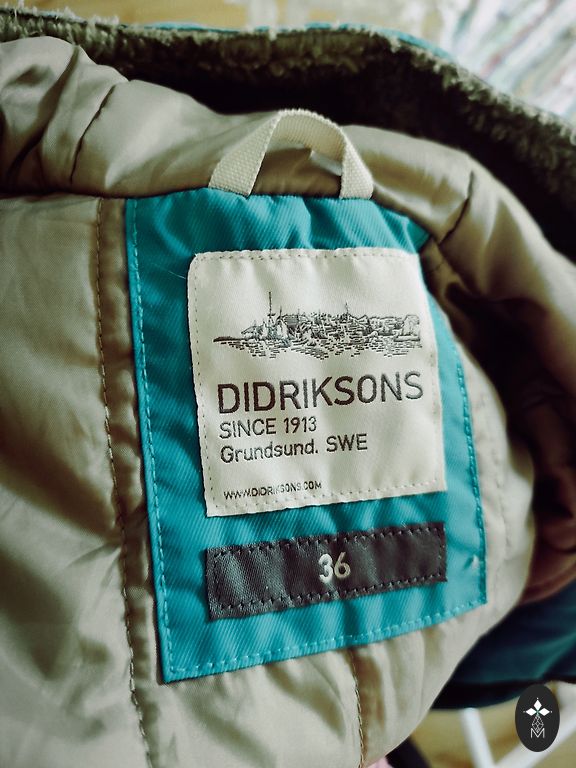 DIDRIKSONS
SINCE 1913
Grundsund. SWE
WWW.DIDRIKSONS.COM
36
M